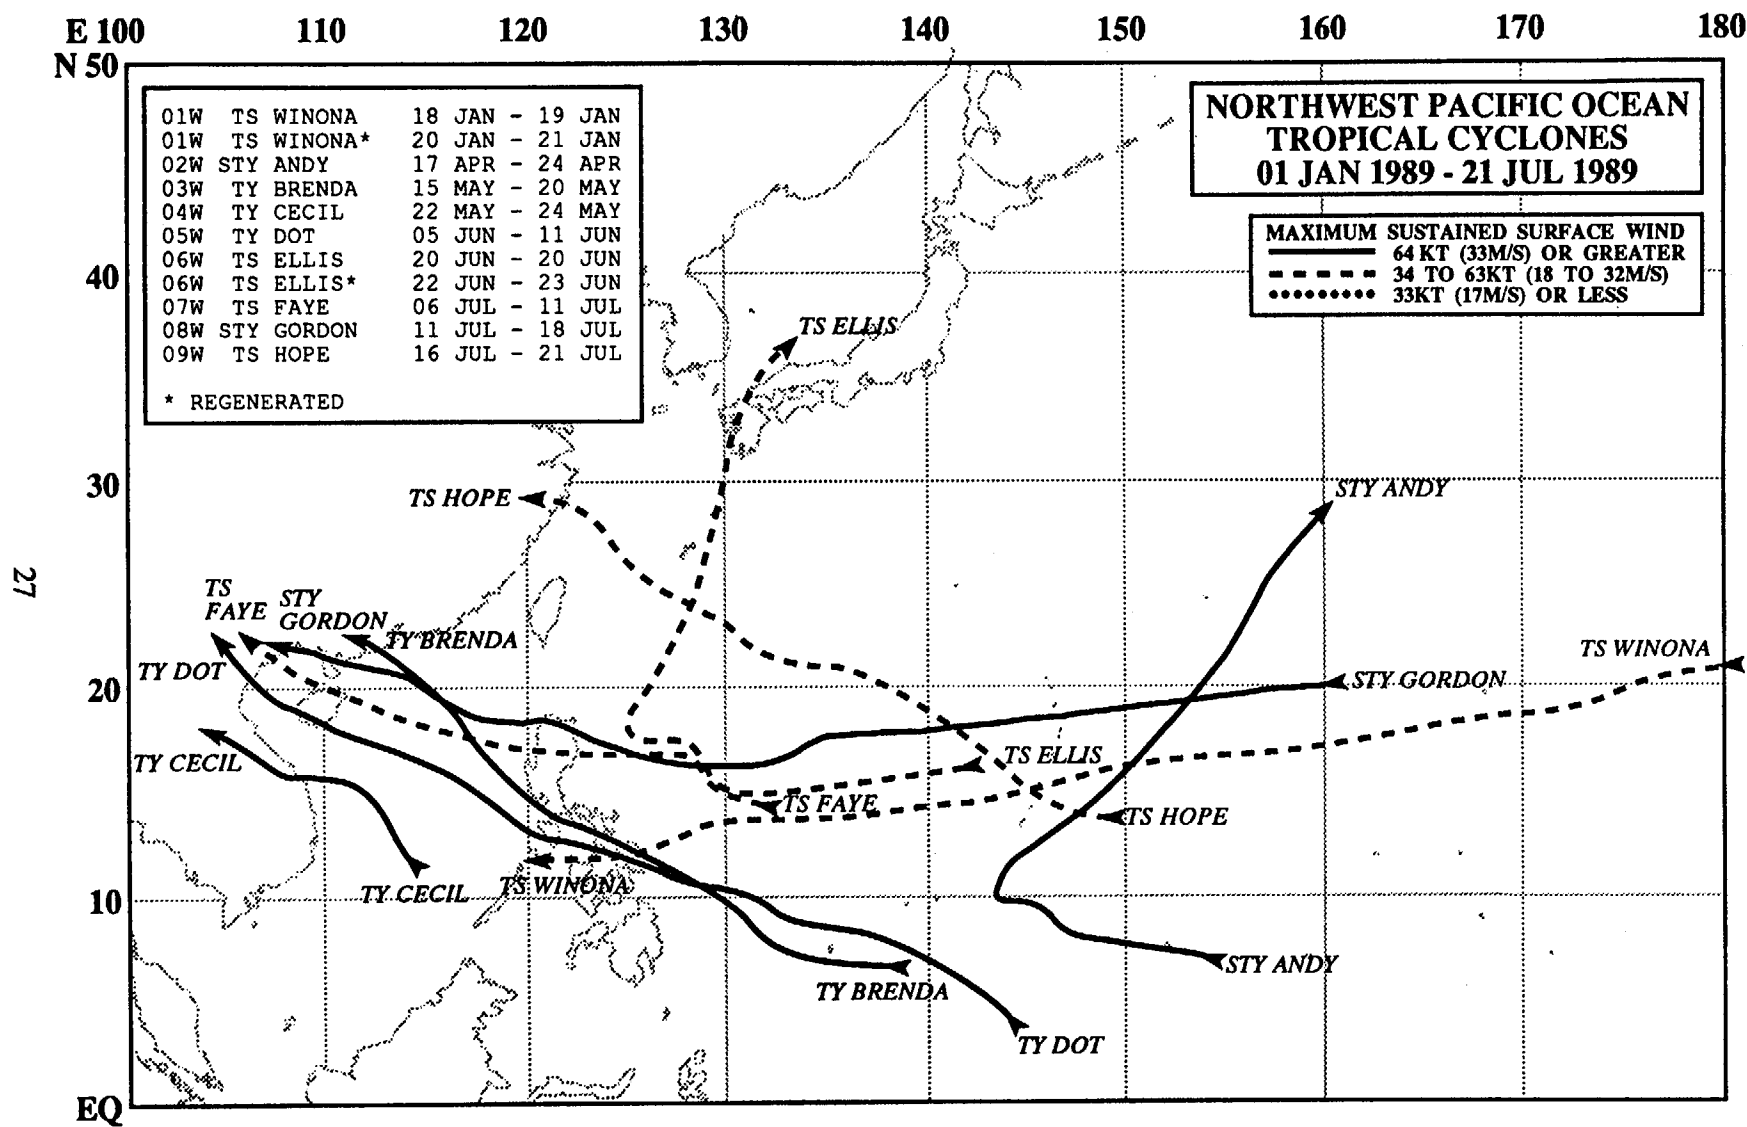 E 100 110 120 130 140 150 160 170 180
N 50
01W TS WINONA 18 JAN - 19 JAN
01W TS WINONA* 20 JAN - 21 JAN
02W STY ANDY 17 APR - 24 APR
03W TY BRENDA 15 MAY - 20 MAY
04W TY CECIL 22 MAY - 24 MAY
05W TY DOT 05 JUN - 11 JUN
06W TS ELLIS 20 JUN - 20 JUN
06W TS ELLIS* 22 JUN - 23 JUN
07W TS FAYE 06 JUL - 11 JUL
08W STY GORDON 11 JUL - 18 JUL
09W TS HOPE 16 JUL - 21 JUL
* REGENERATED
NORTHWEST PACIFIC OCEAN
TROPICAL CYCLONES
01 JAN 1989 - 21 JUL 1989
MAXIMUM SUSTAINED SURFACE WIND
64 KT (33M/S) OR GREATER
34 TO 63KT (18 TO 32M/S)
33KT (17M/S) OR LESS
40
TS ELLIS
30
TS HOPE
STY ANDY
27
TS
FAYE
STY
GORDON
TY BRENDA
TS WINONA
TY DOT
20
STY GORDON
TY CECIL
TS ELLIS
TS FAYE
TS HOPE
TY CECIL
TS WINONA
10
STY ANDY
TY BRENDA
TY DOT
EQ